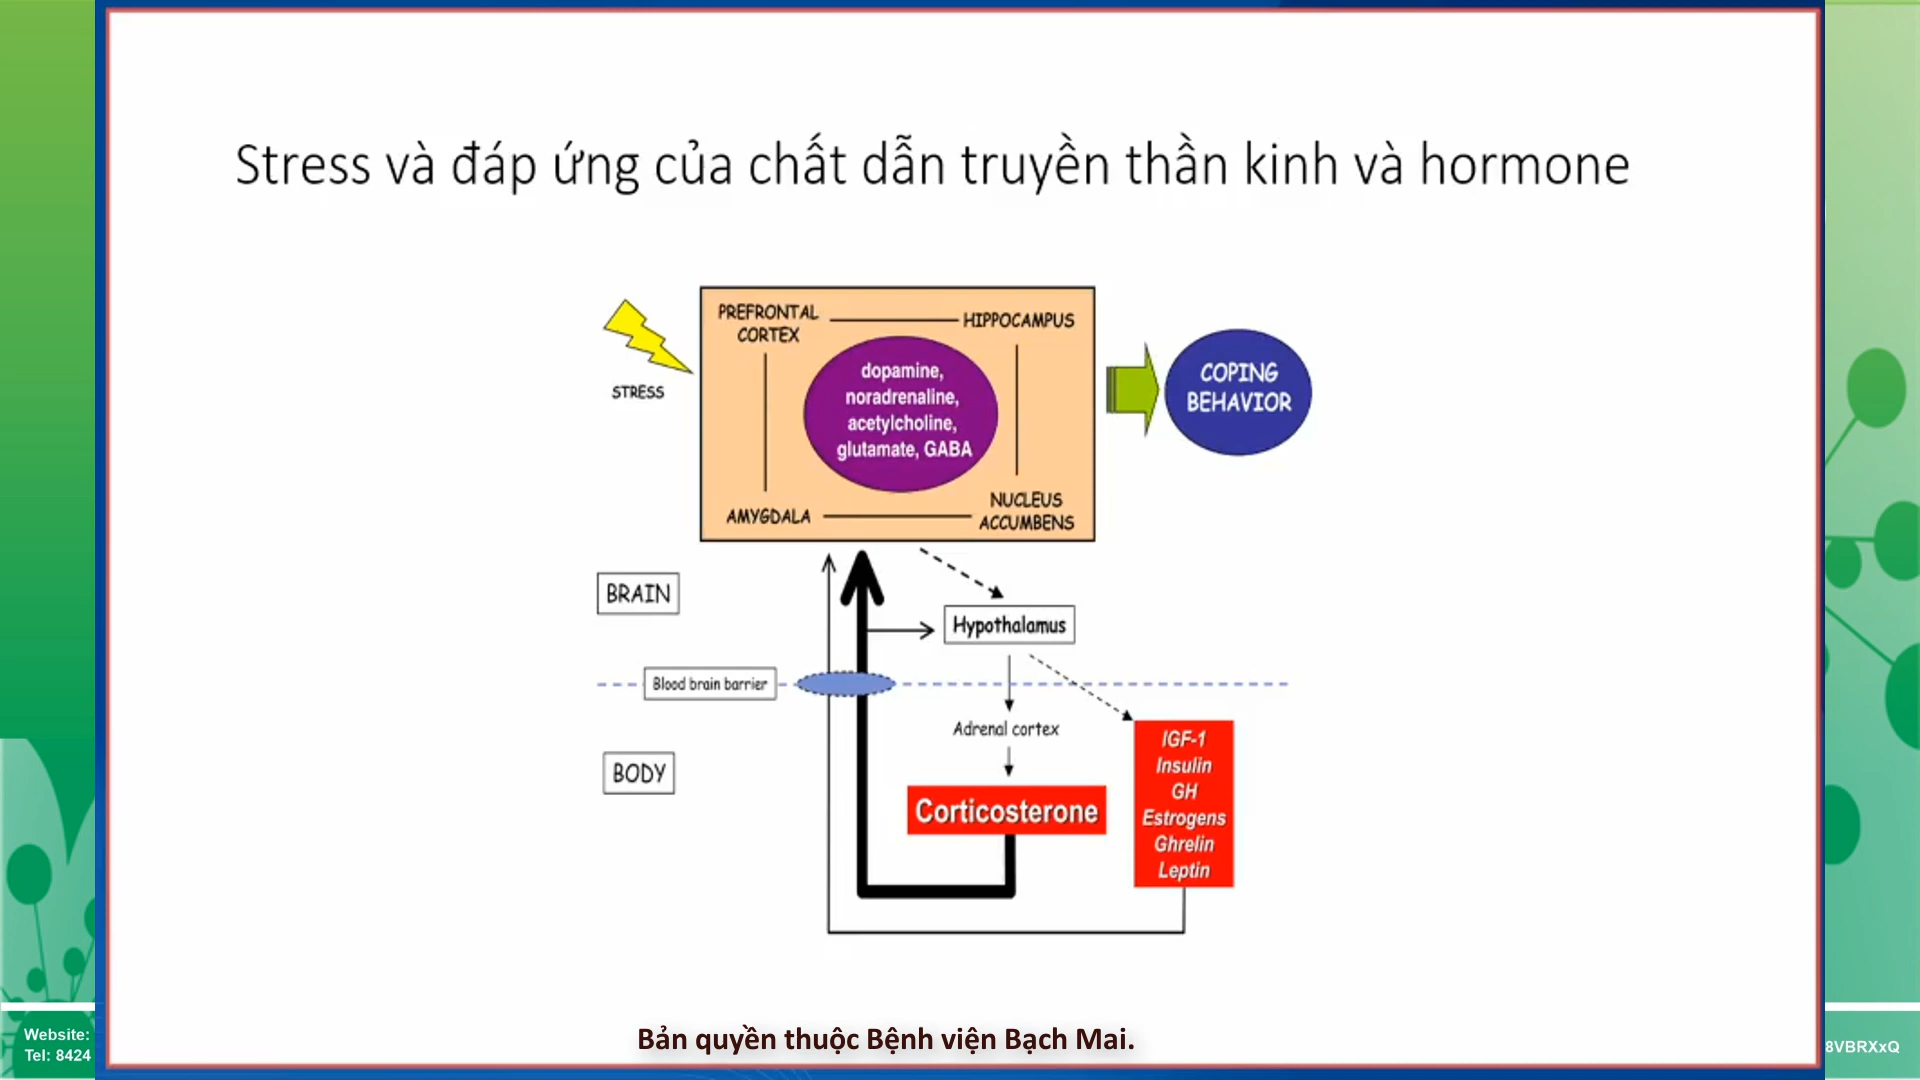 Stress và đáp ứng của chất dẫn truyền thần kinh và hormone
PREFRONTAL
CORTEX
HIPPOCAMPUS
dopamine,
noradrenaline,
acetylcholine,
glutamate, GABA
AMYGDALA
NUCLEUS
ACCUMBENS
STRESS
COPING
BEHAVIOR
BRAIN
Hypothalamus
Blood brain barrier
Adrenal cortex
BODY
Corticosterone
IGF-1
Insulin
GH
Estrogens
Ghrelin
Leptin
Bản quyền thuộc Bệnh viện Bạch Mai.
Website:
Tel: 8424
8VBRXxQ